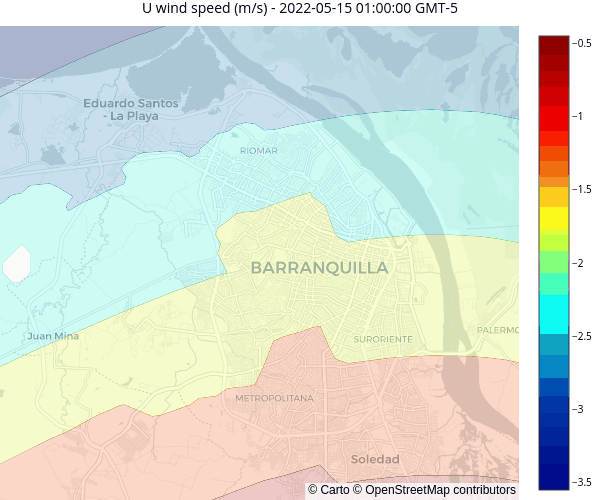 U wind speed (m/s) - 2022-05-15 01:00:00 GMT-5
−0.5
Eduardo Santos
- La Playa
−1
RIOMAR
−1.5
−2
BARRANQUILLA
−2.5
Juan Mina
SURORIENTE
PALERMO
−3
METROPOLITANA
Soledad
−3.5
© Carto © OpenStreetMap contributors